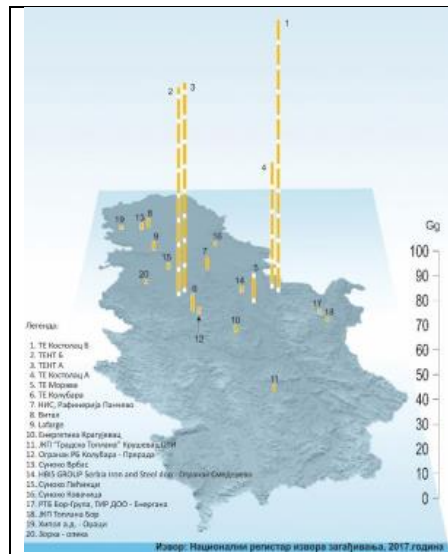 1
2
3
4
Gg
100
90
80
70
60
50
40
30
20
10
0
19
13
8
9
16
15
7
20
14
5
6
12
10
17
18
11
Легенда:
1. ТЕ Костолац Б
2. ТЕНТ Б
3. ТЕНТ А
4. ТЕ Костолац А
5. ТЕ Морава
6. ТЕ Колубара
7. НИС, Рафинерија Панчево
8. Витал
9. Lafarge
10. Енергетика Крагујевац
11. ЈКП "Градска Топлана" Крушевац
12. Огранак РБ Колубара - Прерада
13. Суноко Врбас
14. HBIS GROUP Serbia Iron and Steel doo - Огранак Смедерево
15. Суноко Пећинци
16. Суноко Ковачица
17. РТБ Бор-Група, ТИР ДОО - Енергана
18. ЈКП Топлана Бор
19. Хипол а.д. - Оџаци
20. Зорка - опека
Извор: Национални регистар извора загађивања, 2017.година